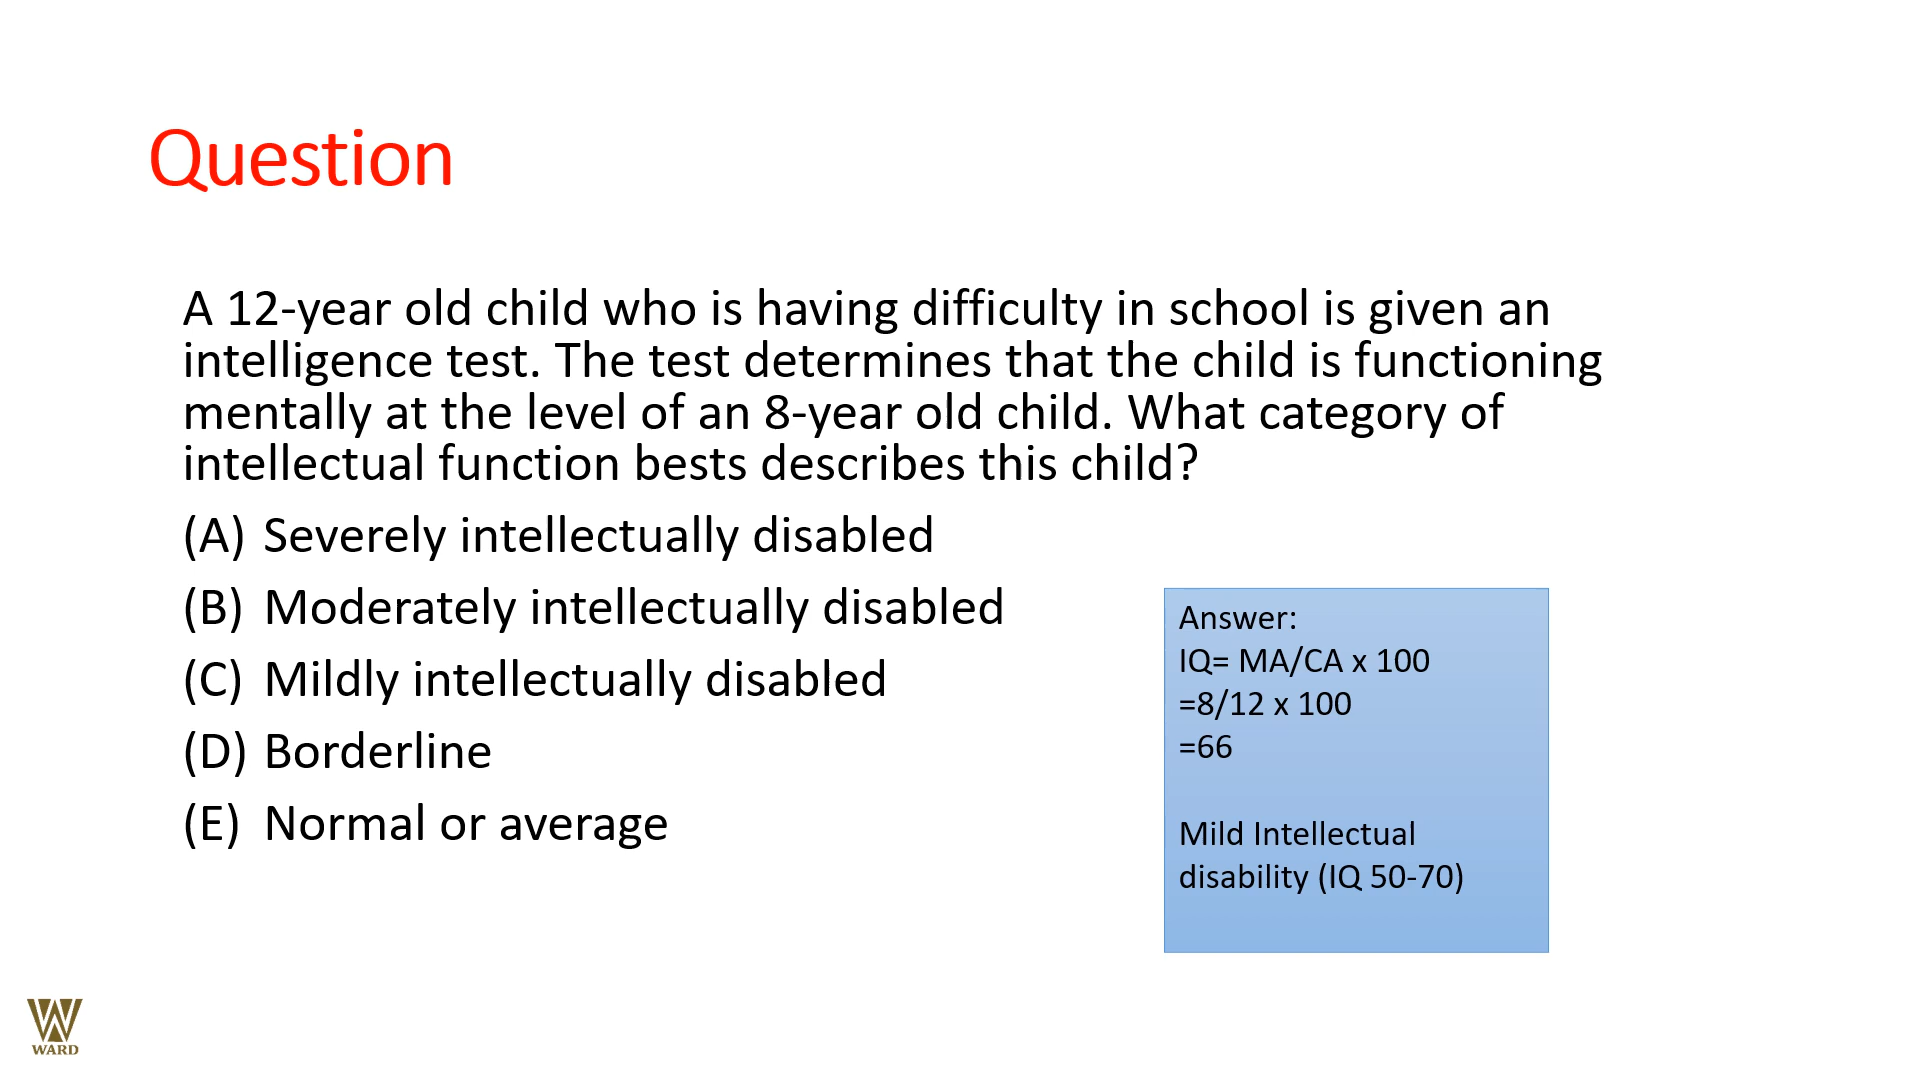 Question
A 12-year old child who is having difficulty in school is given an
intelligence test. The test determines that the child is functioning
mentally at the level of an 8-year old child. What category of
intellectual function bests describes this child?
(A) Severely intellectually disabled
(B) Moderately intellectually disabled
(C) Mildly intellectually disabled
(D) Borderline
(E) Normal or average
Answer:
IQ= MA/CA x 100
=8/12 x 100
=66
Mild Intellectual
disability (IQ 50-70)
WARD